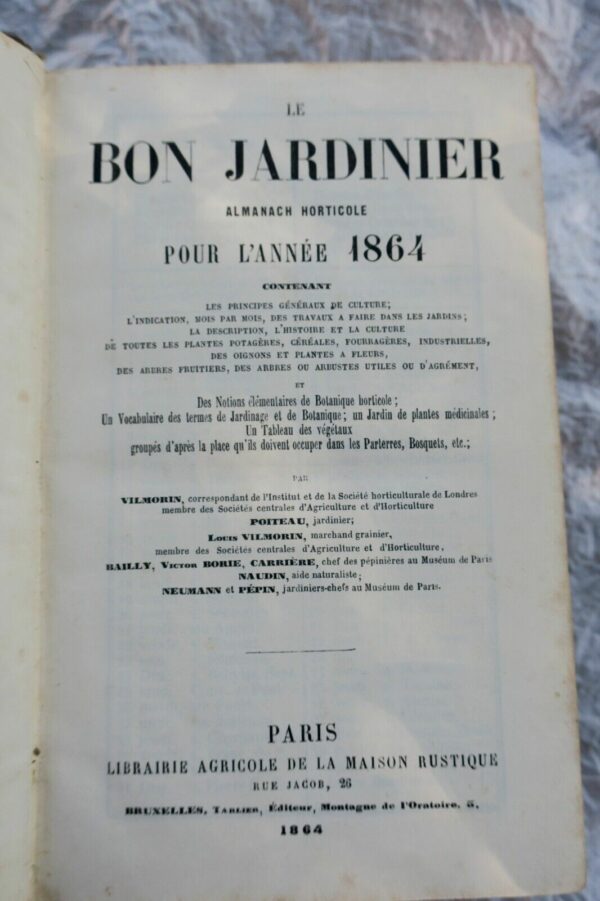 LE
BON JARDINIER
ALMANACH HORTICOLE
POUR L'ANNÉE 1864
CONTENANT
LES PRINCIPES GÉNÉRAUX DE CULTURE;
L'INDICATION, MOIS PAR MOIS, DES TRAVAUX A FAIRE DANS LES JARDINS;
LA DESCRIPTION, L'HISTOIRE ET LA CULTURE
DE TOUTES LES PLANTES POTAGÈRES, CÉRÉALES, FOURRAGÈRES, INDUSTRIELLES,
DES OIGNONS ET PLANTES A FLEURS,
DES ARBRES FRUITIERS, DES ARBRES OU ARBUSTES UTILES OU D'AGRÉMENT,
ET
Des Notions élémentaires de Botanique horticole;
Un Vocabulaire des termes de Jardinage et de Botanique; un Jardin de plantes médicinales;
Un Tableau des végétaux
groupés d'après la place qu'ils doivent occuper dans les Parterres, Bosquets, etc.;
PAR
VILMORIN, correspondant de l'Institut et de la Société horticulturale de Londres
membre des Sociétés centrales d'Agriculture et d'Horticulture
POITEAU, jardinier;
LOUIS VILMORIN, marchand grainier,
membre des Sociétés centrales d'Agriculture et d'Horticulture,
BAILLY, VICTOR BORIE, CARRIÈRE, chef des pépinières au Muséum de Paris
NAUDIN, aide naturaliste;
NEUMANN et PÉPIN, jardiniers-chefs au Muséum de Paris.
PARIS
LIBRAIRIE AGRICOLE DE LA MAISON RUSTIQUE
RUE JACOB, 26
BRUXELLES, TARLIER, Éditeur, Montagne de l'Oratoire, 5,
1864